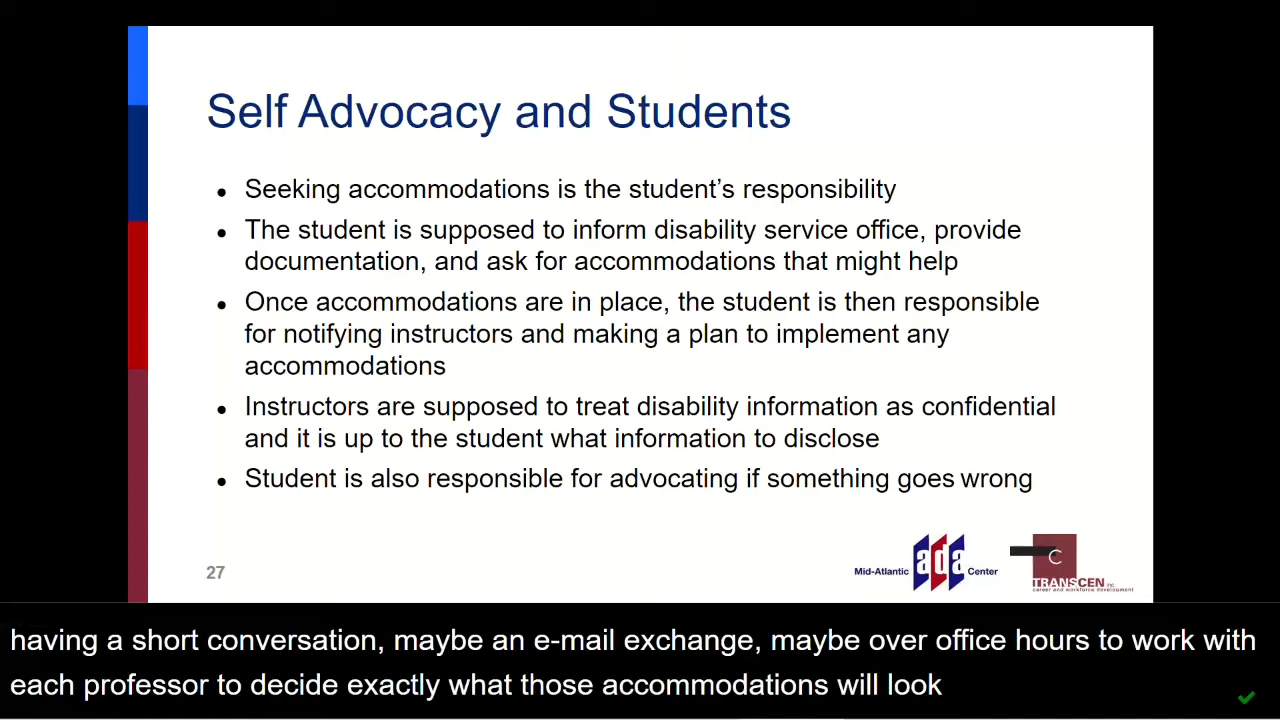 Self Advocacy and Students
• Seeking accommodations is the student's responsibility
• The student is supposed to inform disability service office, provide
documentation, and ask for accommodations that might help
• Once accommodations are in place, the student is then responsible
for notifying instructors and making a plan to implement any
accommodations
• Instructors are supposed to treat disability information as confidential
and it is up to the student what information to disclose
• Student is also responsible for advocating if something goes wrong
27
Mid-Atlantic ada Center
C
TRANSCEN inc.
career and workforce development
having a short conversation, maybe an e-mail exchange, maybe over office hours to work with
each professor to decide exactly what those accommodations will look